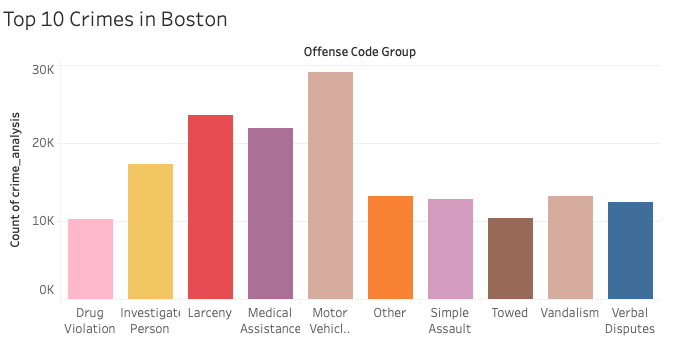 Top 10 Crimes in Boston
Offense Code Group
Count of crime_analysis
30K
20K
10K
0K
Drug
Violation
Investigat
Person
Larceny
Medical
Assistance
Motor
Vehicl..
Other
Simple
Assault
Towed
Vandalism
Verbal
Disputes